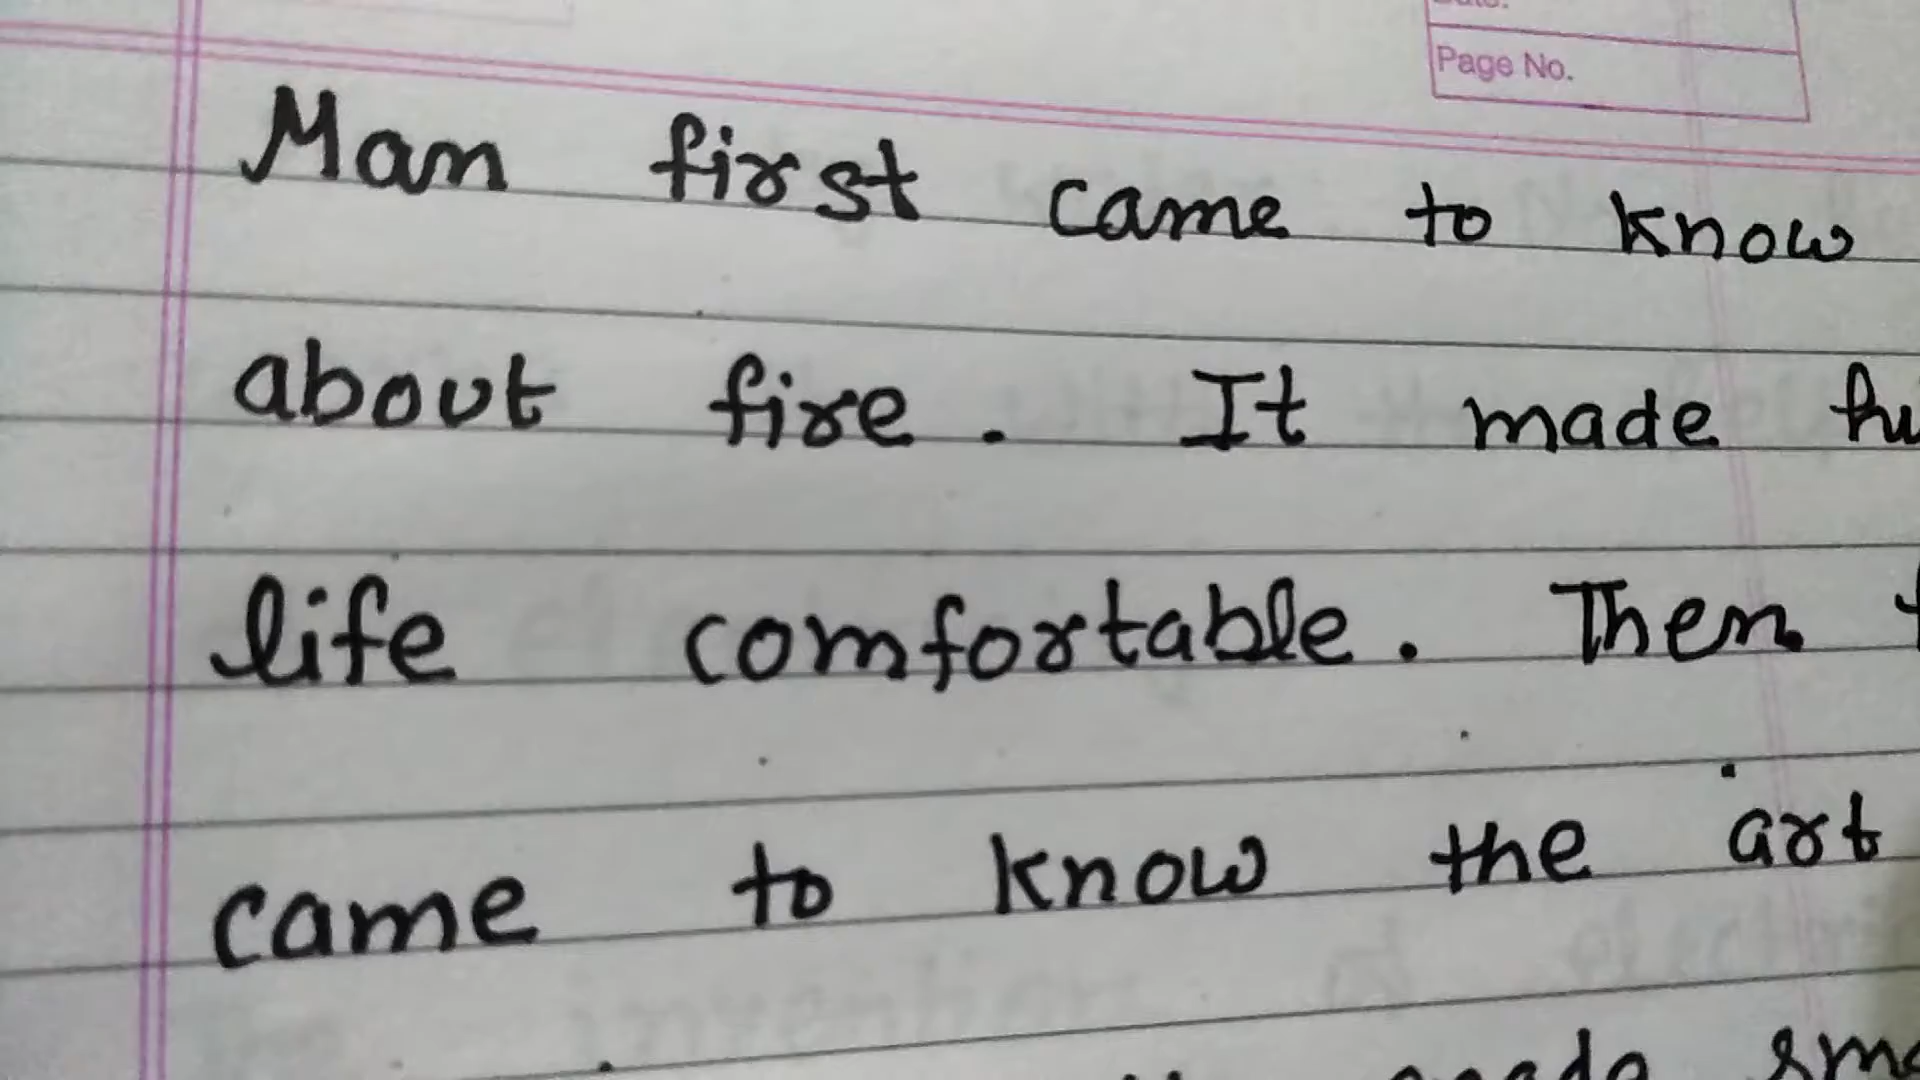 Page No.
Man first came to know
about fire. It made
life comfortable. Then
came to know the art
made